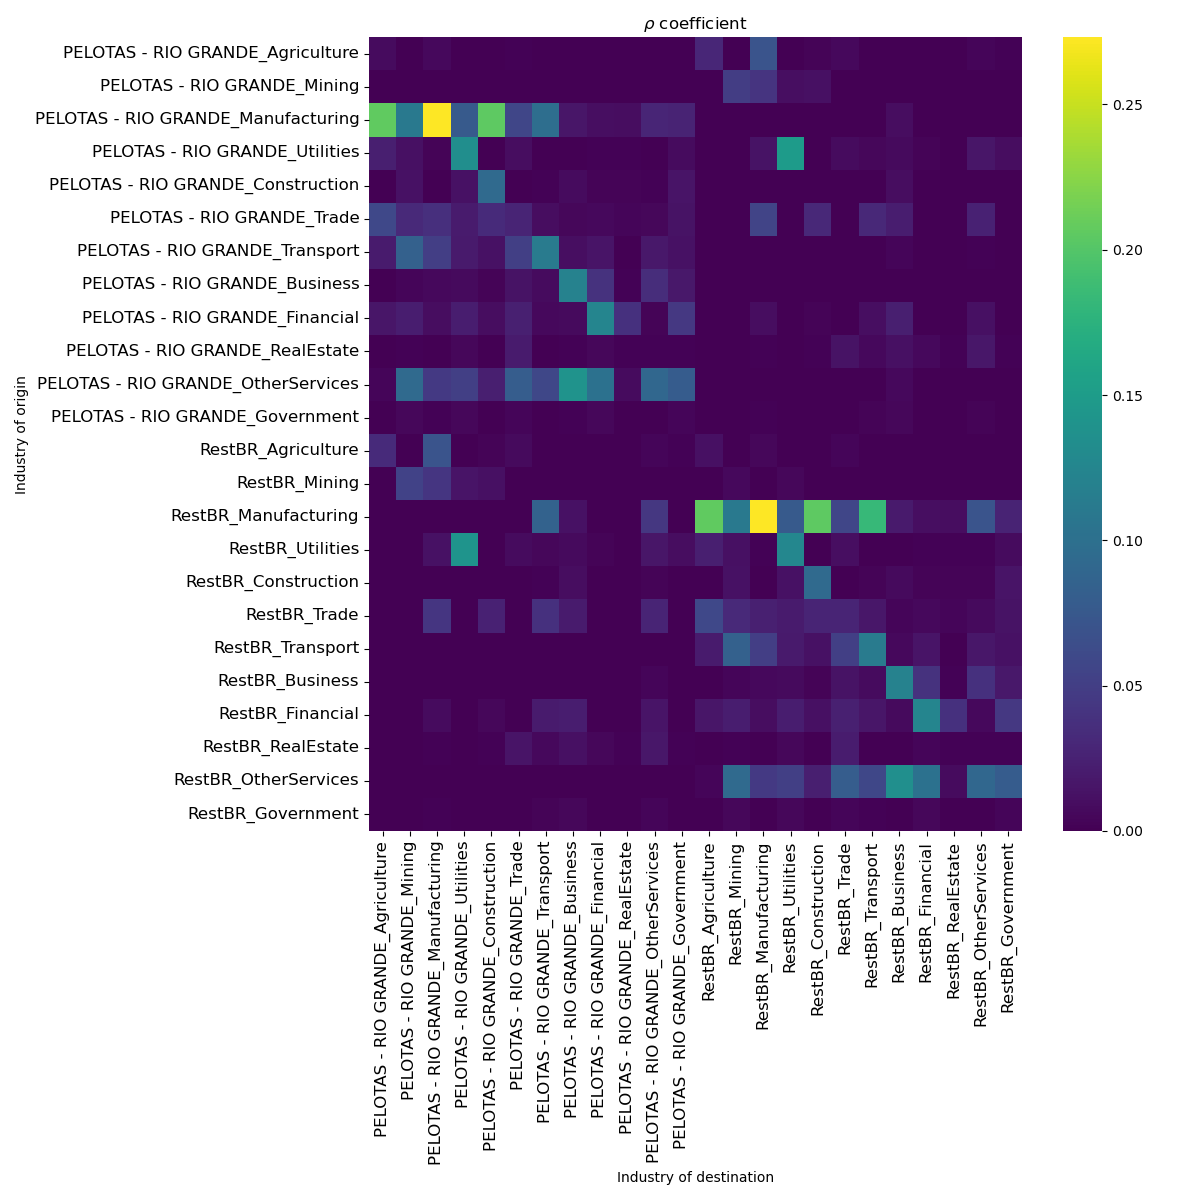 ρ coefficient
PELOTAS - RIO GRANDE_Agriculture
PELOTAS - RIO GRANDE_Mining
PELOTAS - RIO GRANDE_Manufacturing
PELOTAS - RIO GRANDE_Utilities
PELOTAS - RIO GRANDE_Construction
PELOTAS - RIO GRANDE_Trade
PELOTAS - RIO GRANDE_Transport
PELOTAS - RIO GRANDE_Business
PELOTAS - RIO GRANDE_Financial
PELOTAS - RIO GRANDE_RealEstate
PELOTAS - RIO GRANDE_OtherServices
PELOTAS - RIO GRANDE_Government
RestBR_Agriculture
RestBR_Mining
RestBR_Manufacturing
RestBR_Utilities
RestBR_Construction
RestBR_Trade
RestBR_Transport
RestBR_Business
RestBR_Financial
RestBR_RealEstate
RestBR_OtherServices
RestBR_Government
Industry of origin
PELOTAS - RIO GRANDE_Agriculture
PELOTAS - RIO GRANDE_Mining
PELOTAS - RIO GRANDE_Manufacturing
PELOTAS - RIO GRANDE_Utilities
PELOTAS - RIO GRANDE_Construction
PELOTAS - RIO GRANDE_Trade
PELOTAS - RIO GRANDE_Transport
PELOTAS - RIO GRANDE_Business
PELOTAS - RIO GRANDE_Financial
PELOTAS - RIO GRANDE_RealEstate
PELOTAS - RIO GRANDE_OtherServices
PELOTAS - RIO GRANDE_Government
RestBR_Agriculture
RestBR_Mining
RestBR_Manufacturing
RestBR_Utilities
RestBR_Construction
RestBR_Trade
RestBR_Transport
RestBR_Business
RestBR_Financial
RestBR_RealEstate
RestBR_OtherServices
RestBR_Government
Industry of destination
0.25
0.20
0.15
0.10
0.05
0.00